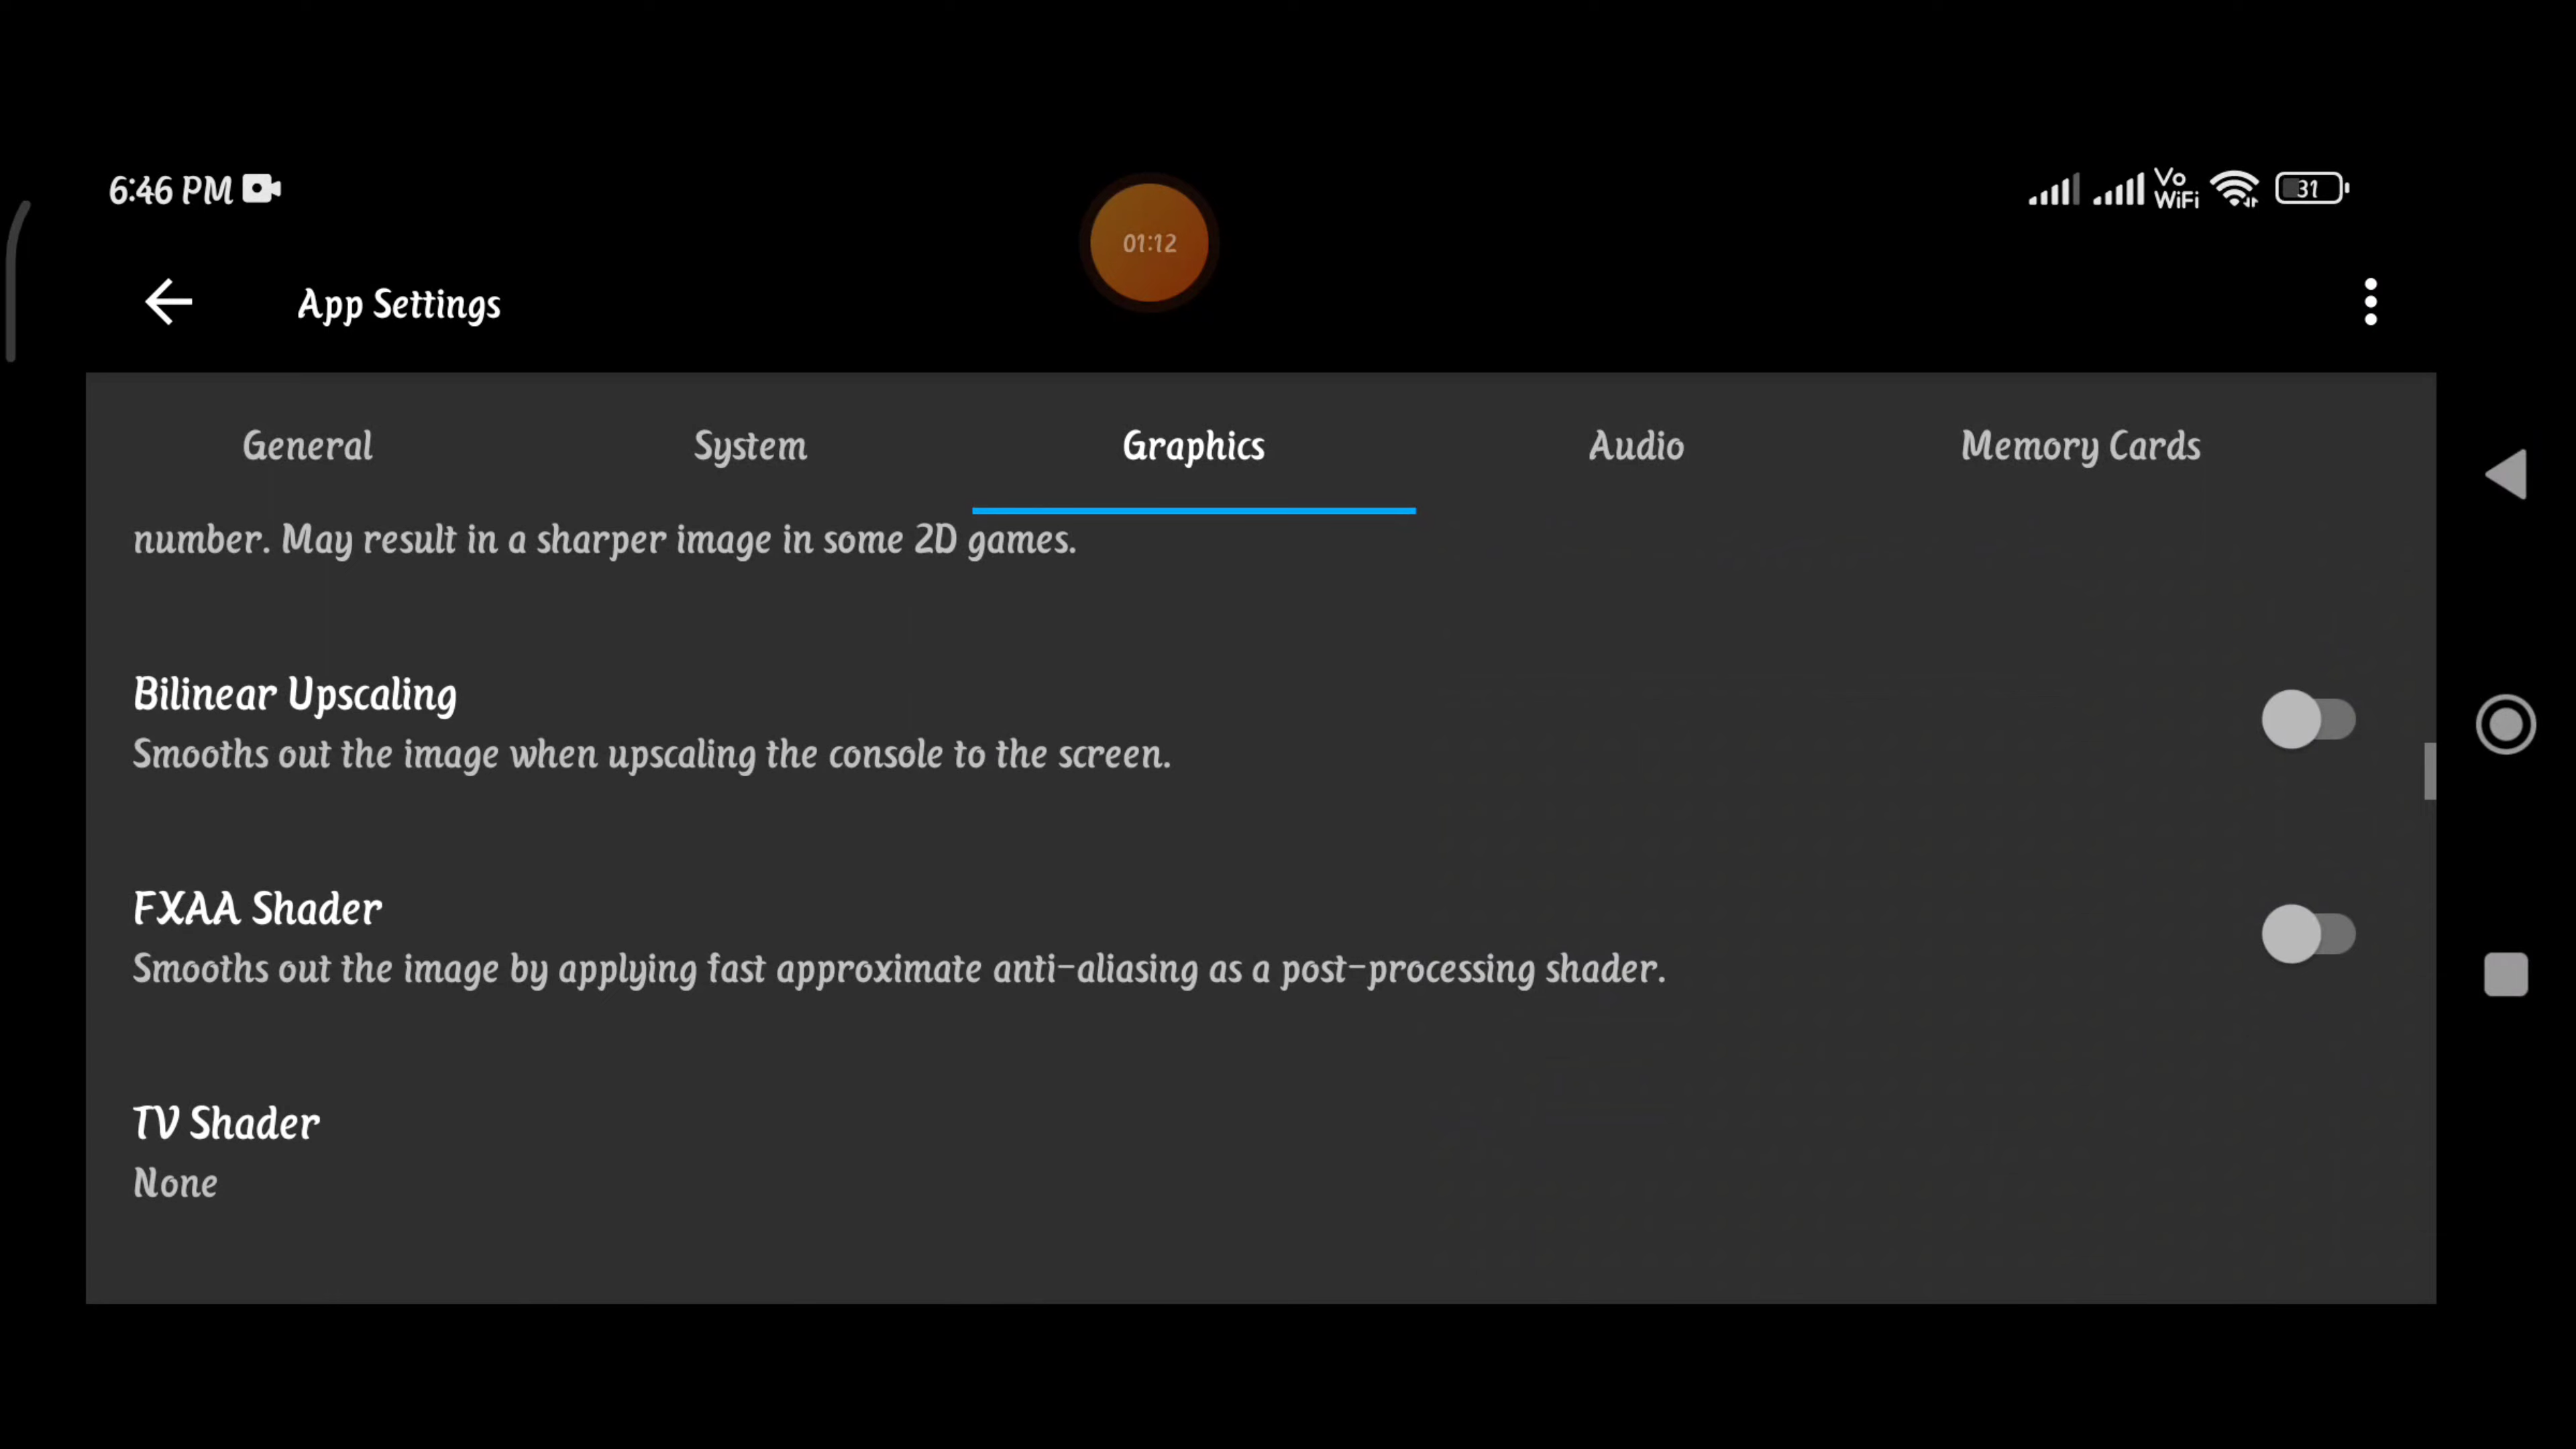 6:46 PM
Vo
WiFi
31
01:12
App Settings
General
System
Graphics
Audio
Memory Cards
number. May result in a sharper image in some 2D games.
Bilinear Upscaling
Smooths out the image when upscaling the console to the screen.
FXAA Shader
Smooths out the image by applying fast approximate anti-aliasing as a post-processing shader.
TV Shader
None